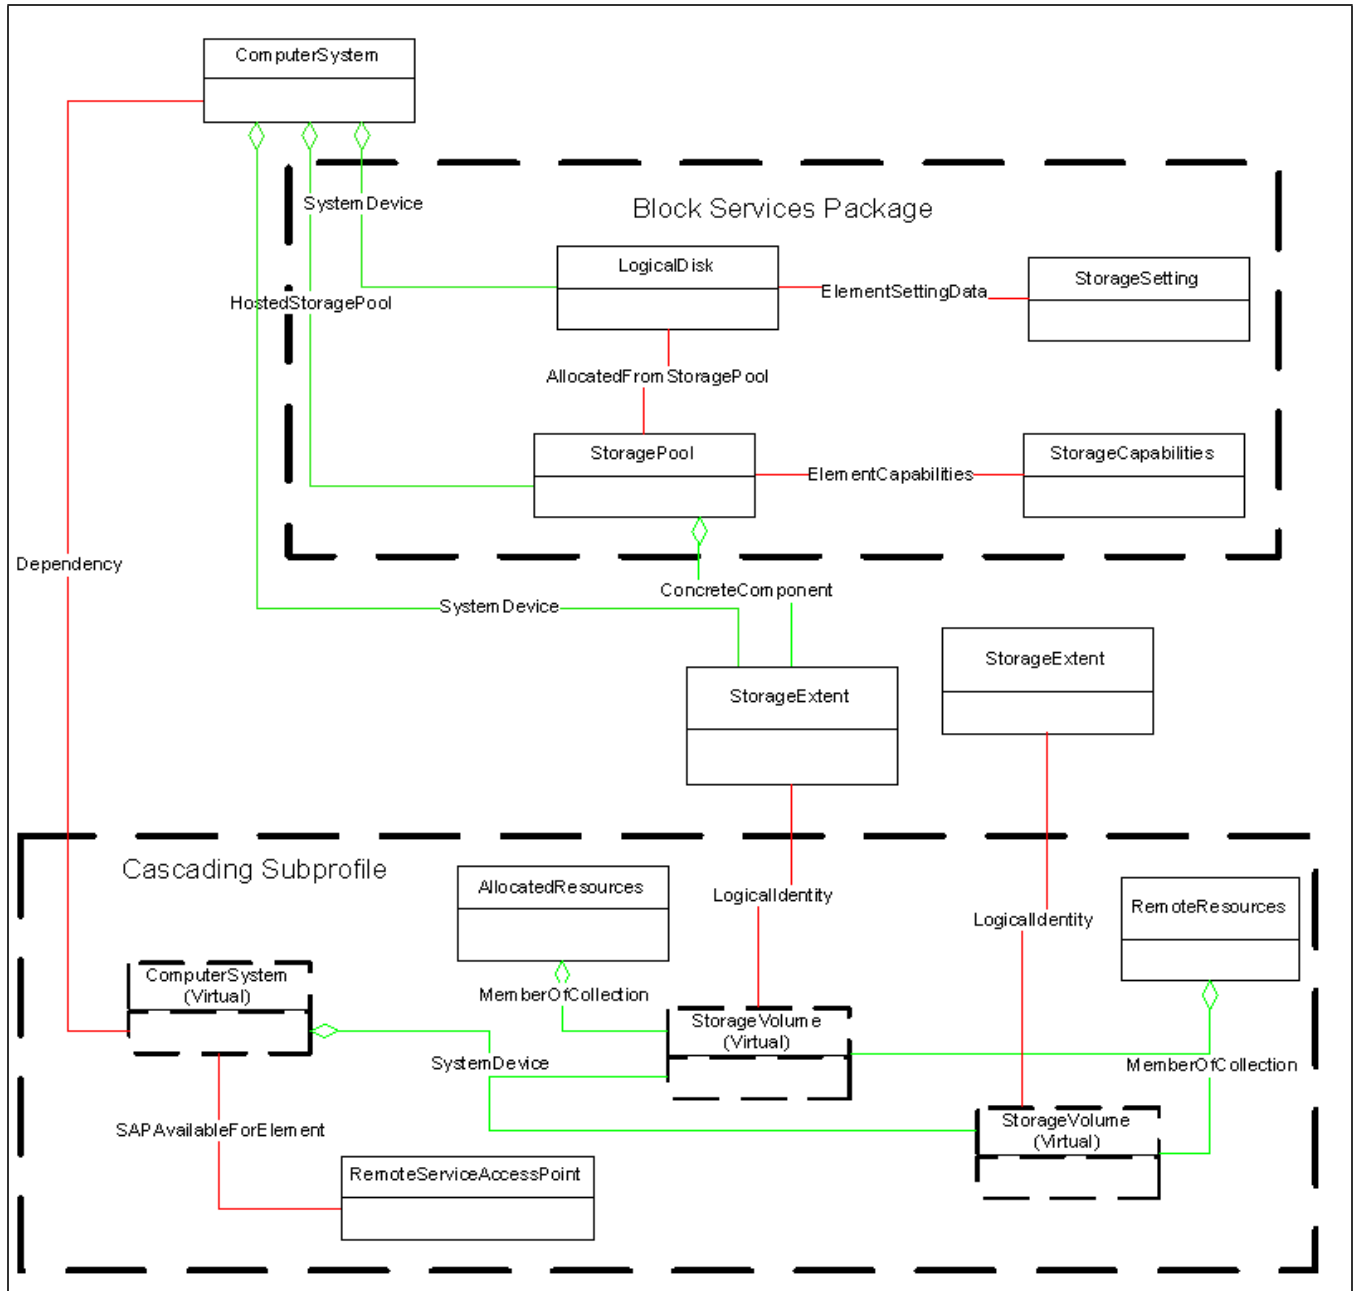 ComputerSystem
SystemDevice
Block Services Package
LogicalDisk
StorageSetting
ElementSettingData
HostedStoragePool
AllocatedFromStoragePool
StoragePool
StorageCapabilities
ElementCapabilities
Dependency
ConcreteComponent
SystemDevice
StorageExtent
StorageExtent
Cascading Subprofile
AllocatedResources
LogicalIdentity
RemoteResources
LogicalIdentity
ComputerSystem
(Virtual)
MemberOfCollection
StorageVolume
(Virtual)
SystemDevice
MemberOfCollection
StorageVolume
(Virtual)
SAPAvailableForElement
RemoteServiceAccessPoint